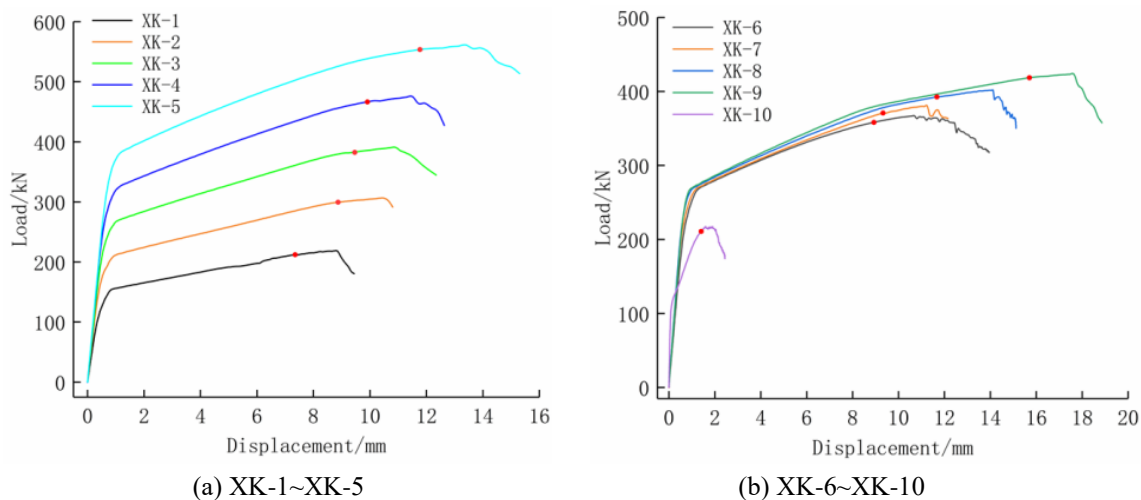 600
500
400
300
200
100
0
Load/kN
XK-1
XK-2
XK-3
XK-4
XK-5
0 2 4 6 8 10 12 14 16
Displacement/mm
(a) XK-1~XK-5
500
400
300
200
100
0
Load/kN
XK-6
XK-7
XK-8
XK-9
XK-10
0 2 4 6 8 10 12 14 16 18 20
Displacement/mm
(b) XK-6~XK-10